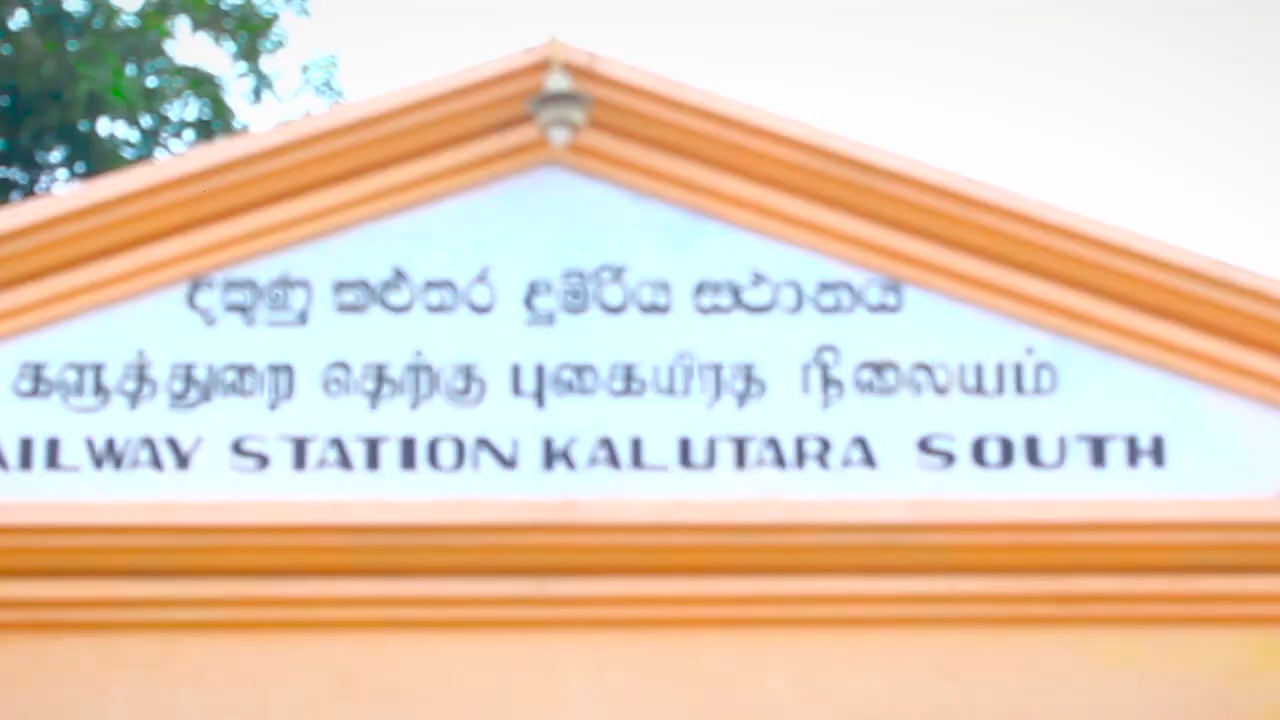 දකුණු කළුතර දුම්රිය ස්ථානය
களுத்துறை தெற்கு புகையிரத நிலையம்
AILWAY STATION KALUTARA SOUTH